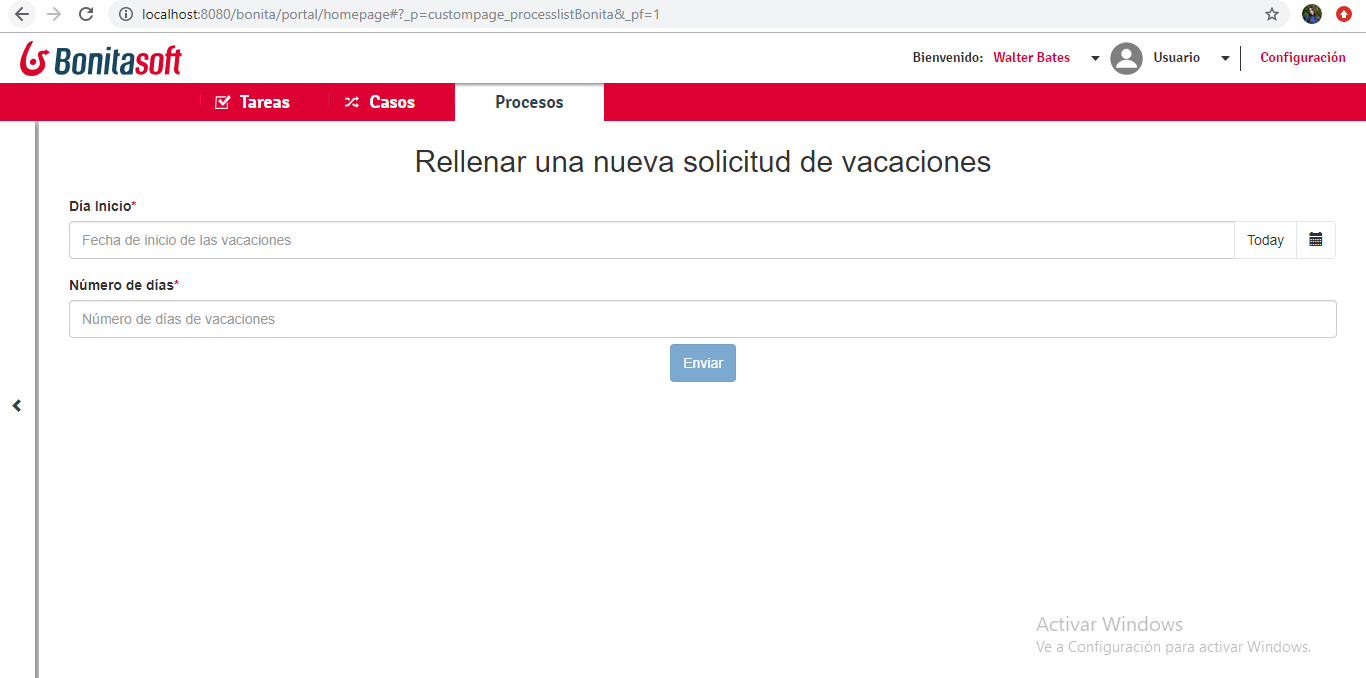 localhost:8080/bonita/portal/homepage#?_p=custompage_processlistBonita&_pf=1
Bonitasoft
Bienvenido: Walter Bates Usuario Configuración
Tareas Casos Procesos
Rellenar una nueva solicitud de vacaciones
Día Inicio*
Fecha de inicio de las vacaciones Today
Número de días*
Número de días de vacaciones
Enviar
Activar Windows
Ve a Configuración para activar Windows.